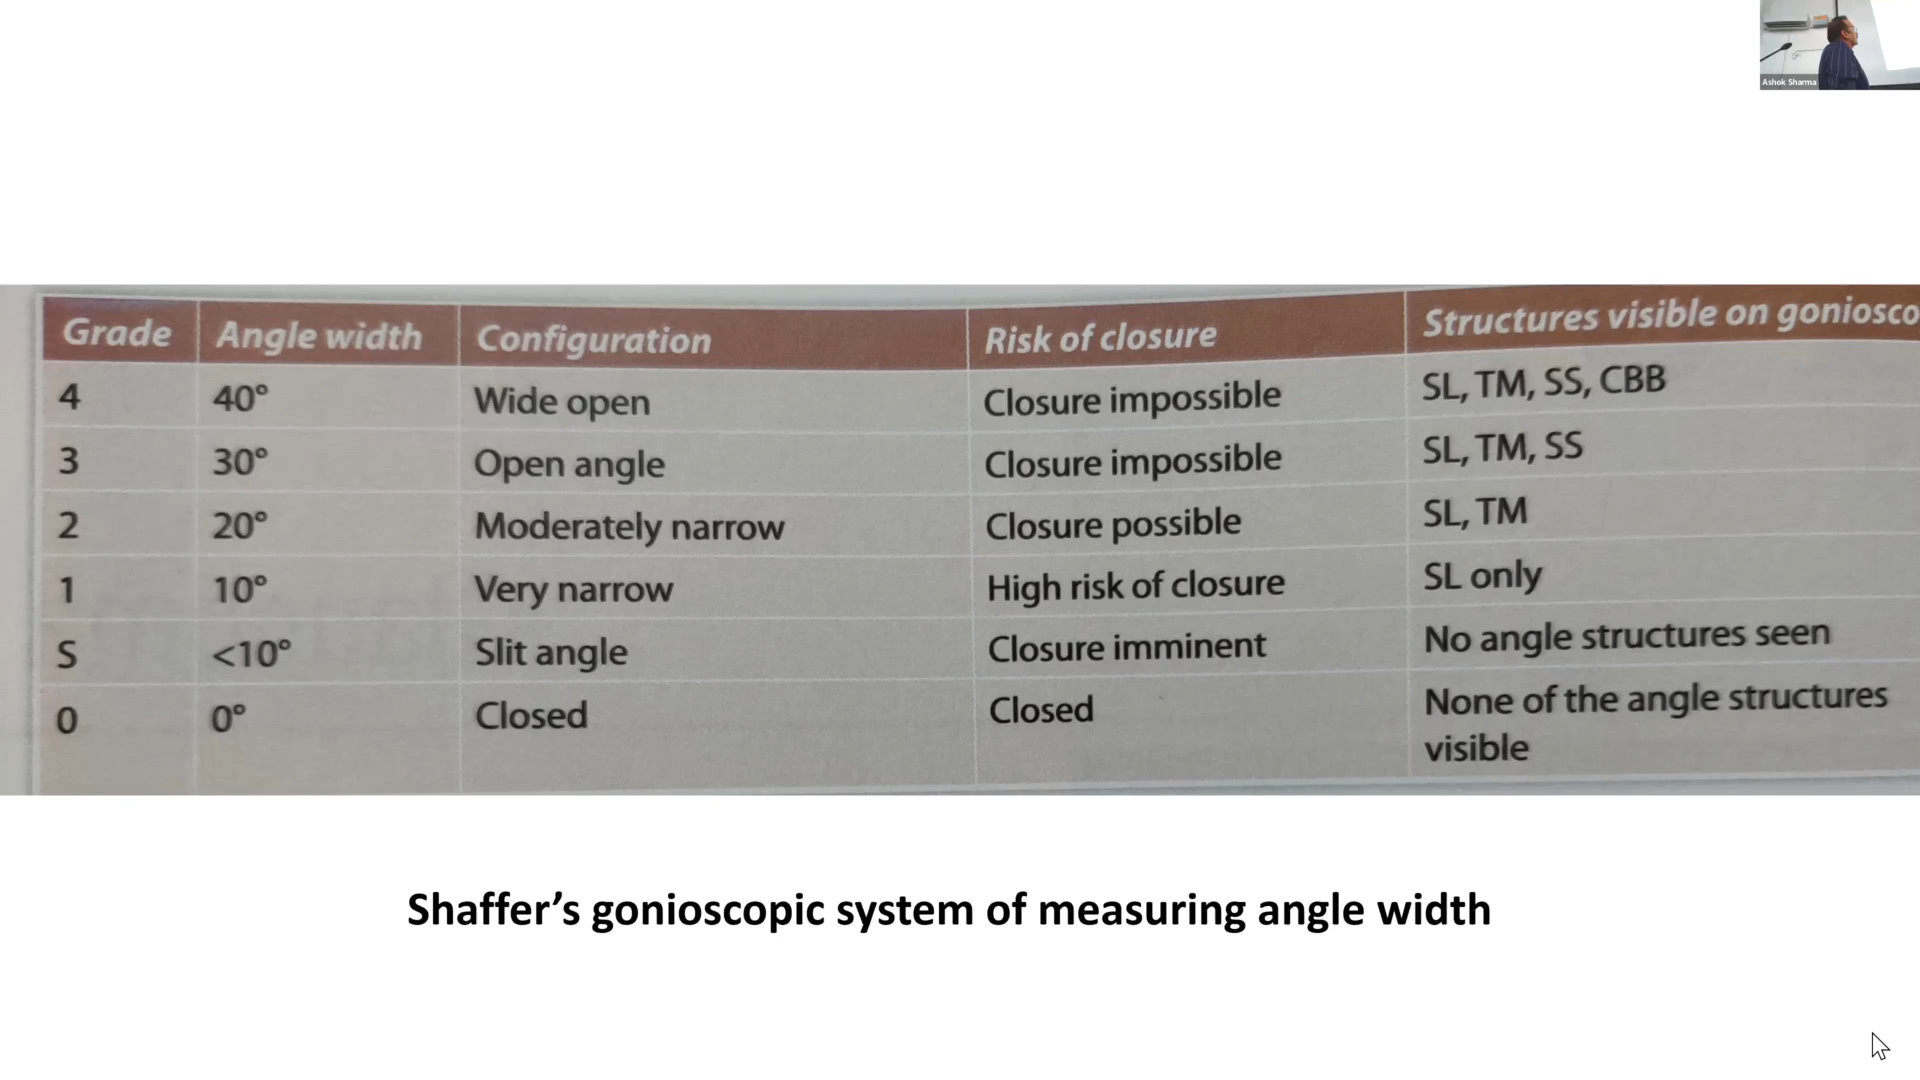 Ashok Sharma
Grade Angle width Configuration Risk of closure Structures visible on goniosco
4 40° Wide open Closure impossible SL, TM, SS, CBB
3 30° Open angle Closure impossible SL, TM, SS
2 20° Moderately narrow Closure possible SL, TM
1 10° Very narrow High risk of closure SL only
S <10° Slit angle Closure imminent No angle structures seen
0 0° Closed Closed None of the angle structures
visible
Shaffer’s gonioscopic system of measuring angle width